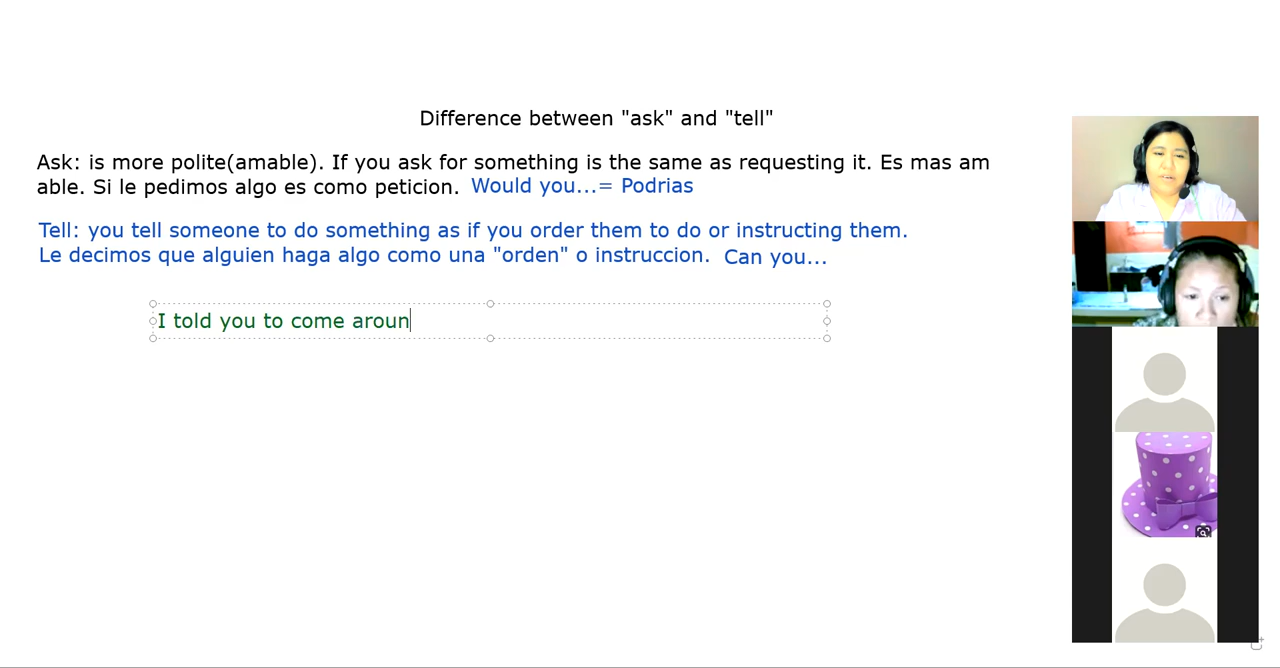 Difference between "ask" and "tell"
Ask: is more polite(amable). If you ask for something is the same as requesting it. Es mas am
able. Si le pedimos algo es como peticion. Would you...= Podrias
Tell: you tell someone to do something as if you order them to do or instructing them.
Le decimos que alguien haga algo como una "orden" o instruccion. Can you...
I told you to come aroun